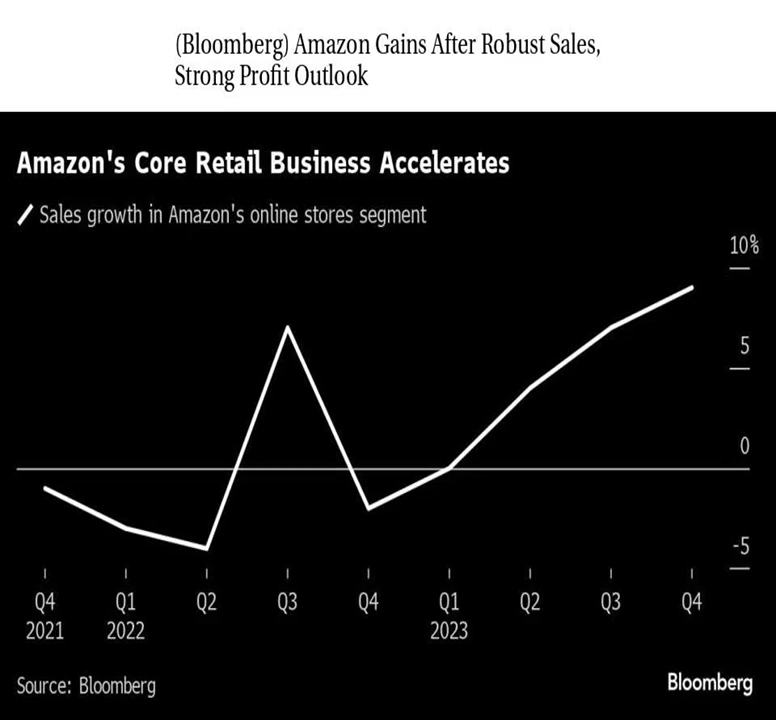 (Bloomberg) Amazon Gains After Robust Sales,
Strong Profit Outlook
Amazon's Core Retail Business Accelerates
Sales growth in Amazon's online stores segment
10%
5
0
-5
Q4 Q1 Q2 Q3 Q4 Q1 Q2 Q3 Q4
2021 2022 2023
Source: Bloomberg
Bloomberg